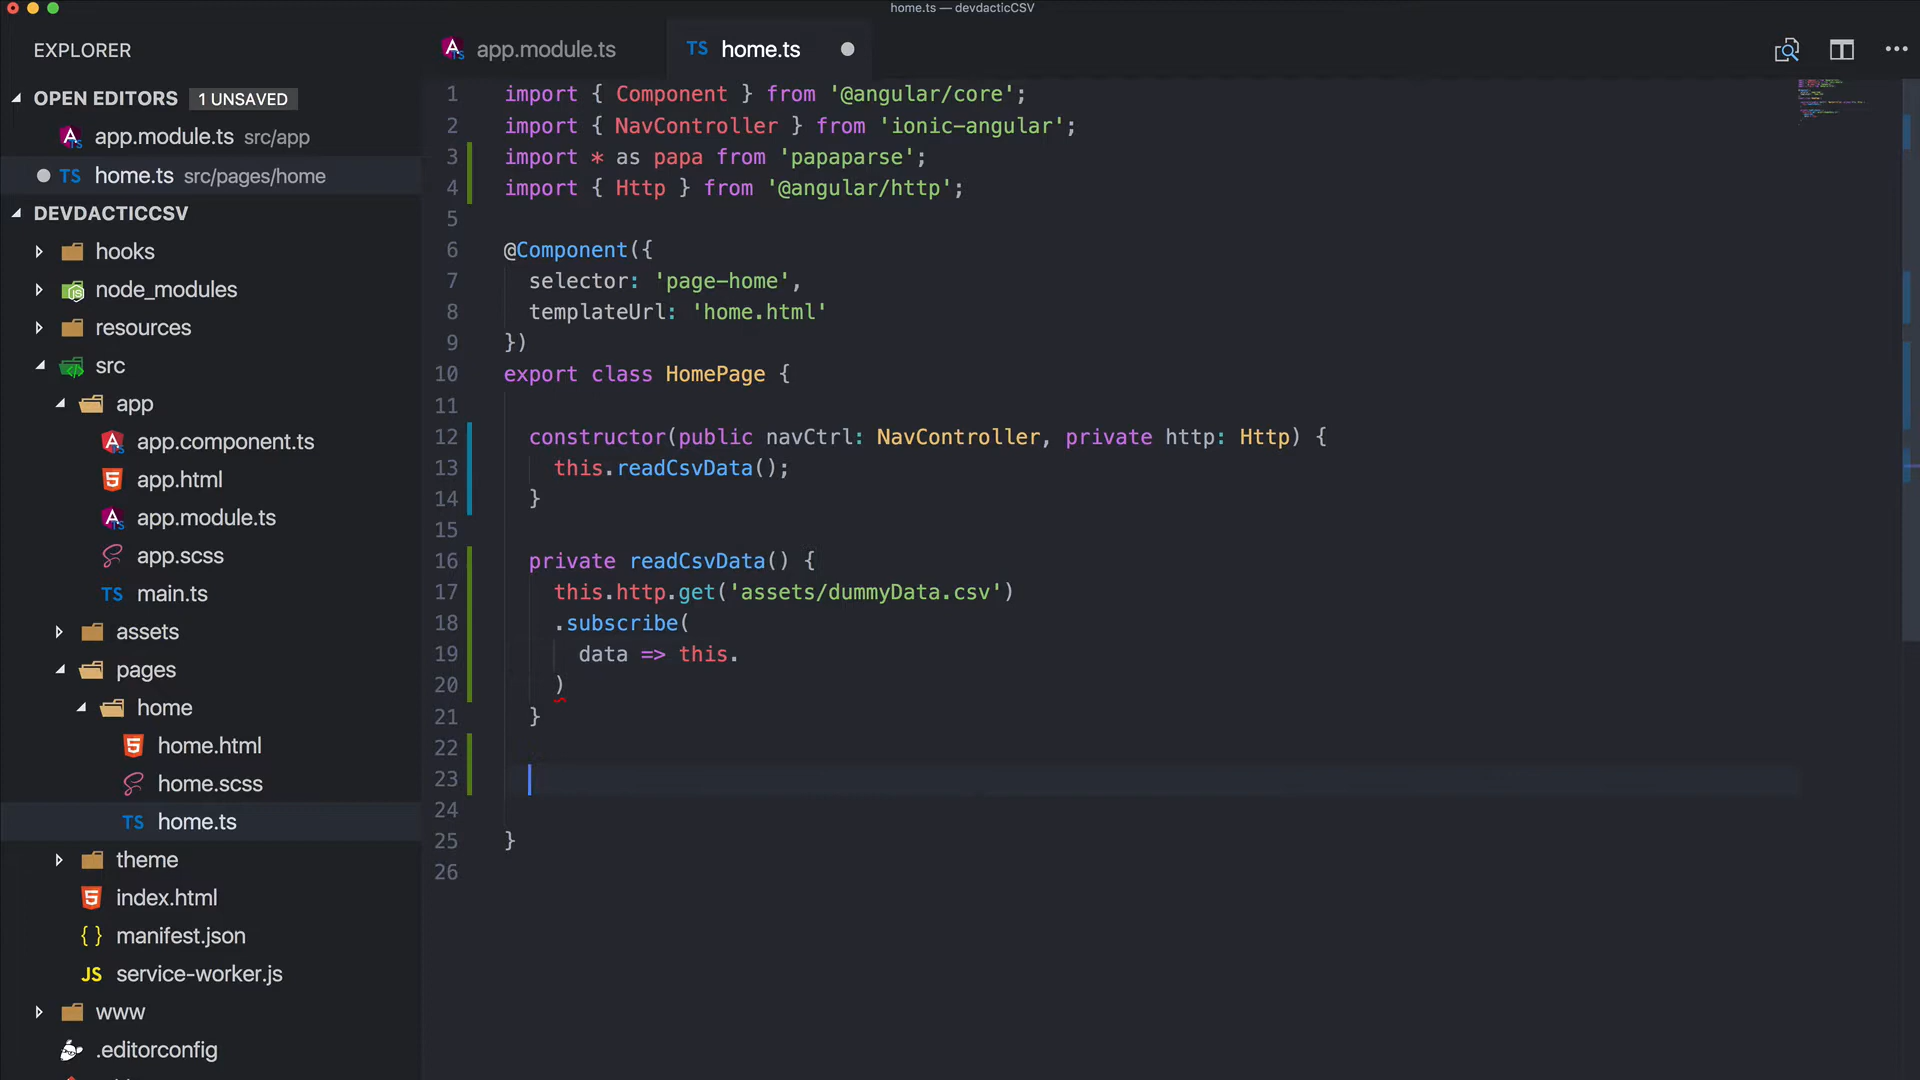 home.ts — devdacticCSV
EXPLORER
OPEN EDITORS 1 UNSAVED
app.module.ts src/app
TS home.ts src/pages/home
DEVDACTICCSV
hooks
node_modules
resources
src
app
app.component.ts
app.html
app.module.ts
app.scss
TS main.ts
assets
pages
home
home.html
home.scss
TS home.ts
theme
index.html
{ } manifest.json
JS service-worker.js
www
.editorconfig
app.module.ts
TS home.ts
1 import { Component } from '@angular/core';
2 import { NavController } from 'ionic-angular';
3 import * as papa from 'papaparse';
4 import { Http } from '@angular/http';
5
6 @Component({
7 selector: 'page-home',
8 templateUrl: 'home.html'
9 })
10 export class HomePage {
11
12 constructor(public navCtrl: NavController, private http: Http) {
13 this.readCsvData();
14 }
15
16 private readCsvData() {
17 this.http.get('assets/dummyData.csv')
18 .subscribe(
19 data => this.
20 )
21 }
22
23
24
25 }
26